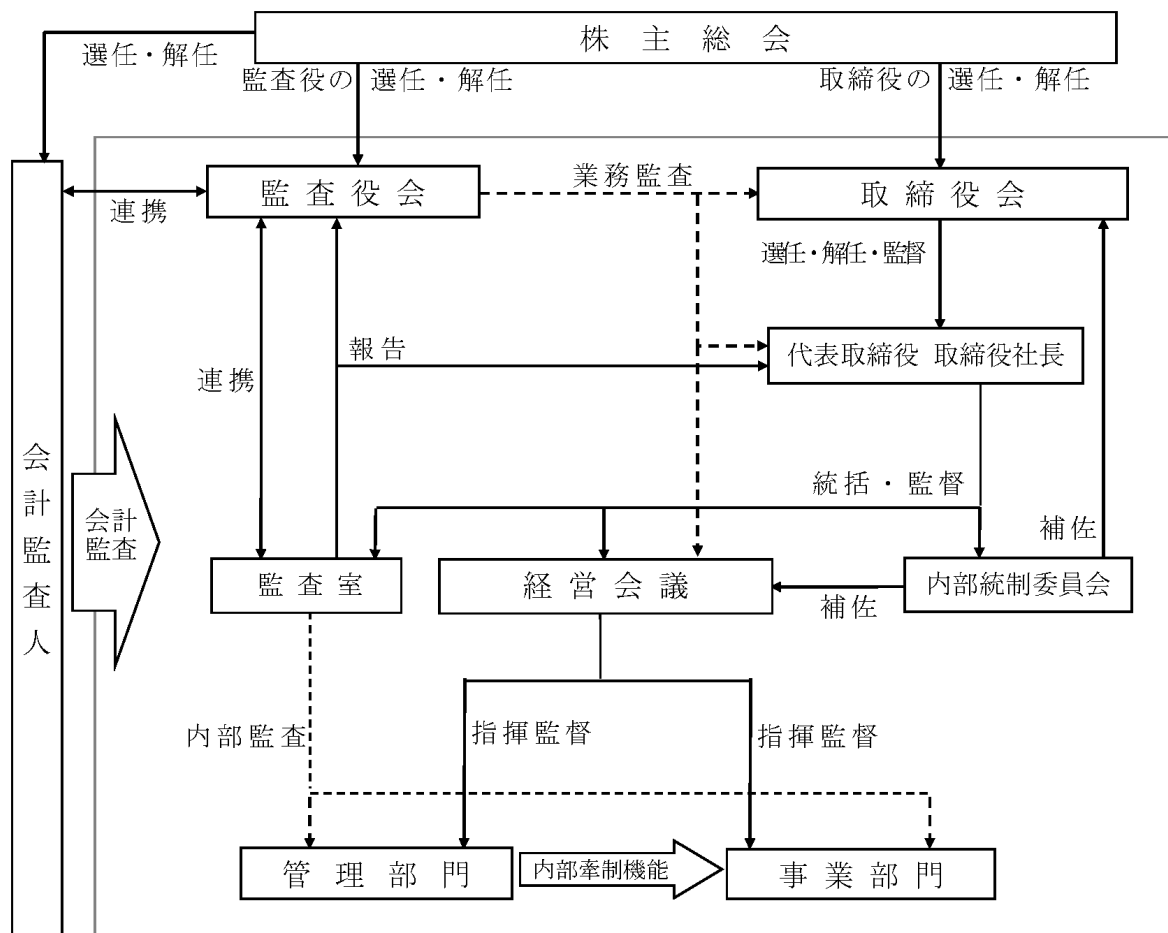 株主総会
選任・解任
監査役の 選任・解任
取締役の 選任・解任
監査役会
業務監査
取締役会
連携
選任・解任・監督
報告
代表取締役 取締役社長
連携
会計監査人
会計
監査
統括・監督
補佐
監査室
経営会議
補佐
内部統制委員会
内部監査
指揮監督
指揮監督
管理部門
内部牽制機能
事業部門